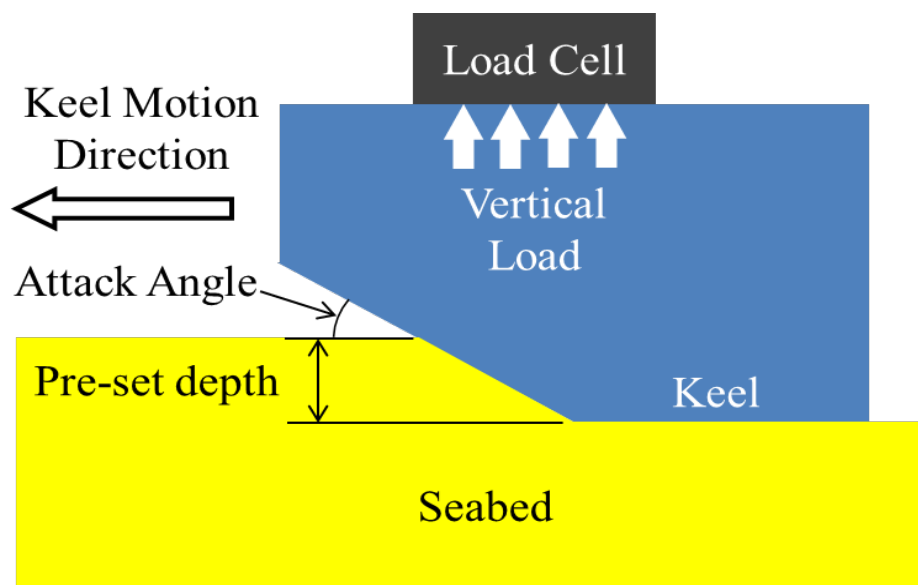 Load Cell
Keel Motion
Direction
Vertical
Load
Attack Angle
Pre-set depth
Keel
Seabed